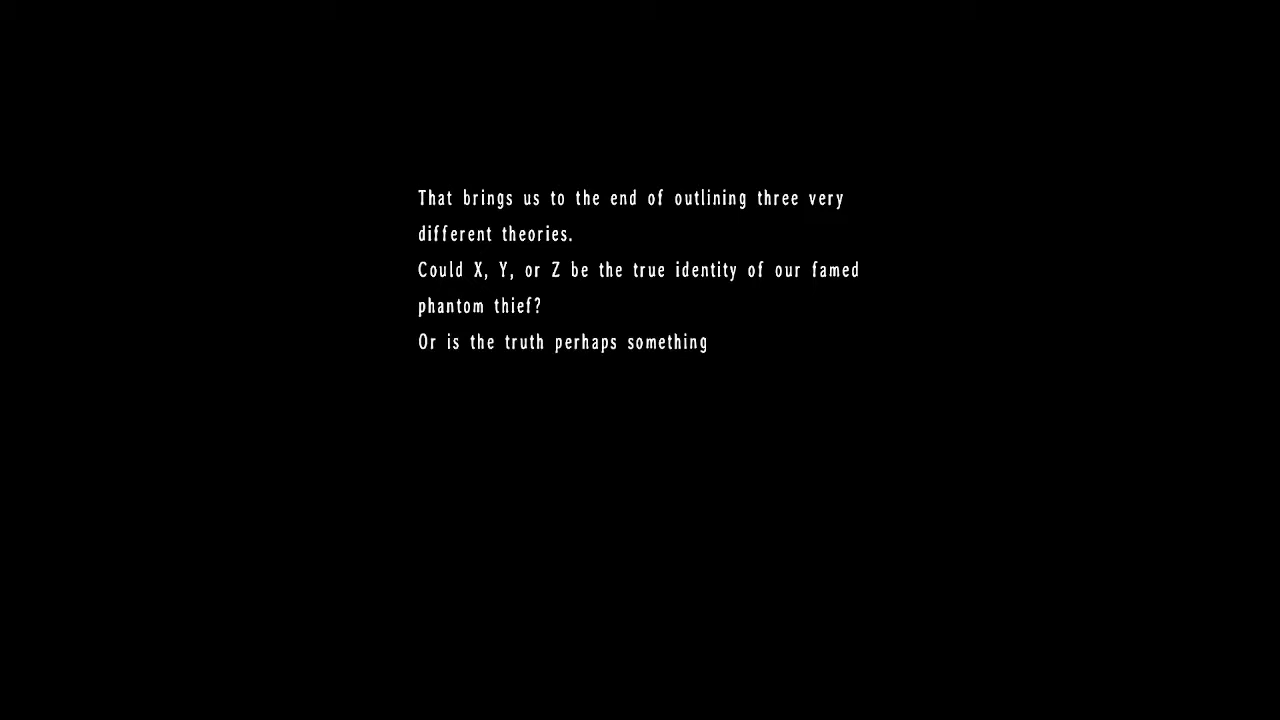 That brings us to the end of outlining three very
different theories.
Could X, Y, or Z be the true identity of our famed
phantom thief?
Or is the truth perhaps something